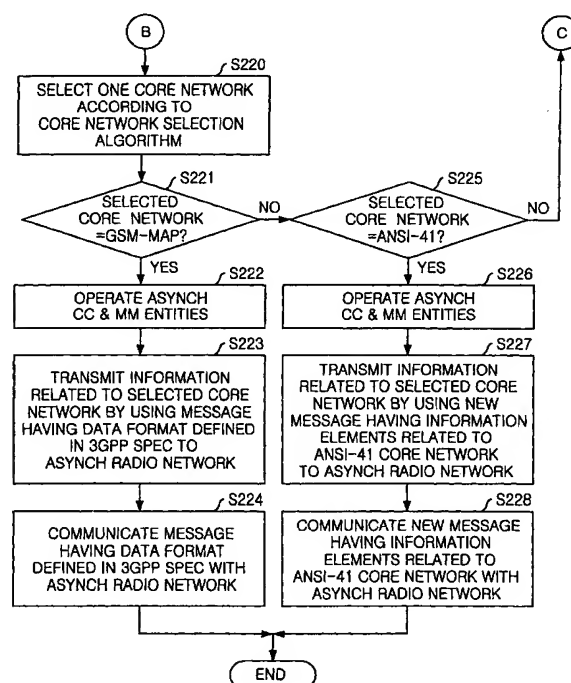 B
C
S220
SELECT ONE CORE NETWORK
ACCORDING TO
CORE NETWORK SELECTION
ALGORITHM
S221
SELECTED
CORE NETWORK
=GSM-MAP?
NO
YES
S225
SELECTED
CORE NETWORK
=ANSI-41?
NO
YES
S222
OPERATE ASYNCH
CC & MM ENTITIES
S226
OPERATE ASYNCH
CC & MM ENTITIES
S223
TRANSMIT INFORMATION
RELATED TO SELECTED CORE
NETWORK BY USING MESSAGE
HAVING DATA FORMAT DEFINED
IN 3GPP SPEC TO
ASYNCH RADIO NETWORK
S227
TRANSMIT INFORMATION
RELATED TO SELECTED CORE
NETWORK BY USING NEW
MESSAGE HAVING INFORMATION
ELEMENTS RELATED TO
ANSI-41 CORE NETWORK
TO ASYNCH RADIO NETWORK
S224
COMMUNICATE MESSAGE
HAVING DATA FORMAT
DEFINED IN 3GPP SPEC WITH
ASYNCH RADIO NETWORK
S228
COMMUNICATE NEW MESSAGE
HAVING INFORMATION
ELEMENTS RELATED TO
ANSI-41 CORE NETWORK WITH
ASYNCH RADIO NETWORK
END